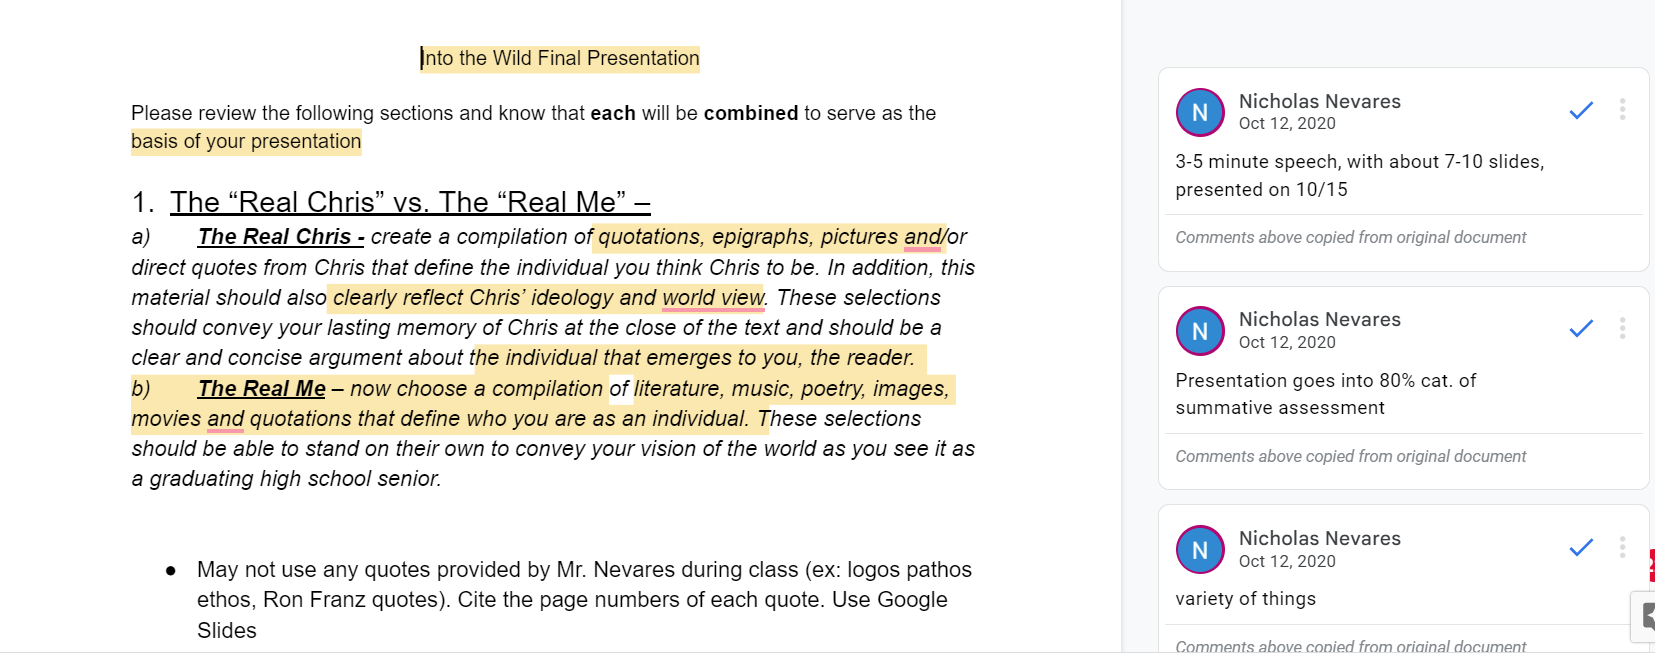 Into the Wild Final Presentation
Please review the following sections and know that each will be combined to serve as the
basis of your presentation
1. The “Real Chris” vs. The “Real Me” –
a) The Real Chris - create a compilation of quotations, epigraphs, pictures and/or
direct quotes from Chris that define the individual you think Chris to be. In addition, this
material should also clearly reflect Chris’ ideology and world view. These selections
should convey your lasting memory of Chris at the close of the text and should be a
clear and concise argument about the individual that emerges to you, the reader.
b) The Real Me – now choose a compilation of literature, music, poetry, images,
movies and quotations that define who you are as an individual. These selections
should be able to stand on their own to convey your vision of the world as you see it as
a graduating high school senior.
● May not use any quotes provided by Mr. Nevares during class (ex: logos pathos
ethos, Ron Franz quotes). Cite the page numbers of each quote. Use Google
Slides
N
Nicholas Nevares
Oct 12, 2020
3-5 minute speech, with about 7-10 slides,
presented on 10/15
Comments above copied from original document
N
Nicholas Nevares
Oct 12, 2020
Presentation goes into 80% cat. of
summative assessment
Comments above copied from original document
N
Nicholas Nevares
Oct 12, 2020
variety of things
Comments above copied from original document